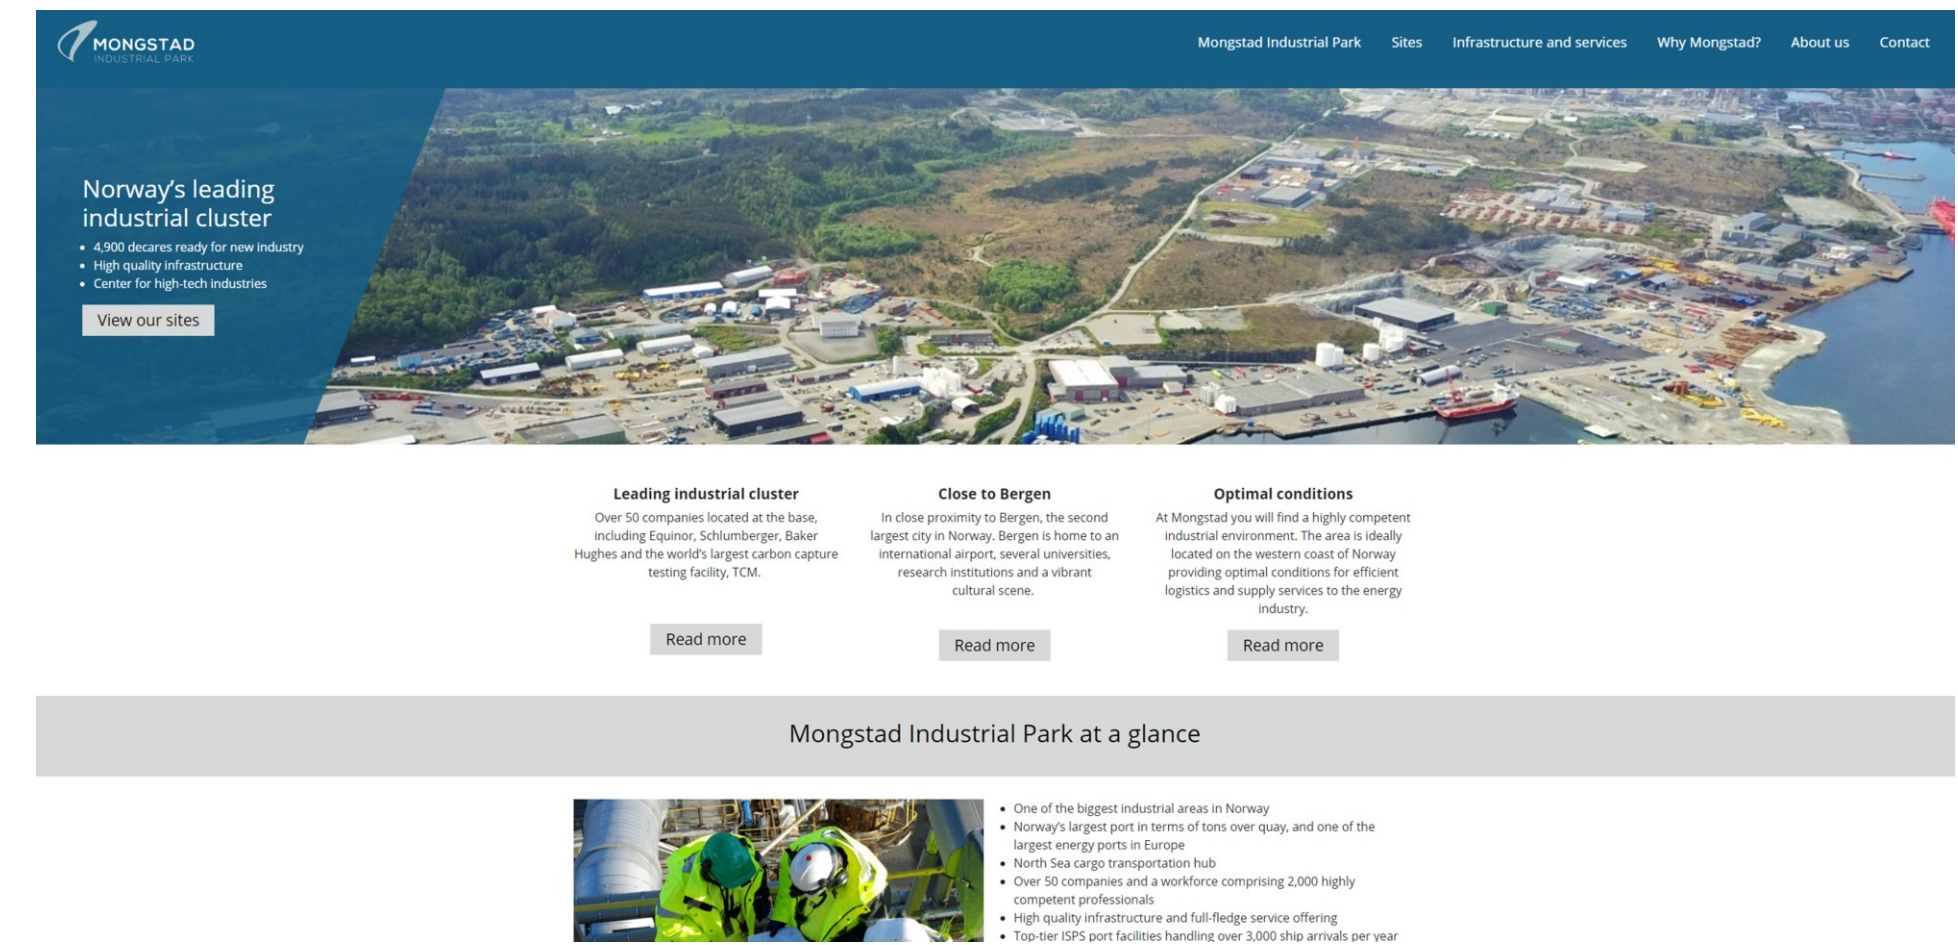 MONGSTAD
INDUSTRIAL PARK
Mongstad Industrial Park Sites Infrastructure and services Why Mongstad? About us Contact
Norway's leading
industrial cluster
• 4,900 decares ready for new industry
• High quality infrastructure
• Center for high-tech industries
View our sites
Leading industrial cluster
Over 50 companies located at the base,
including Equinor, Schlumberger, Baker
Hughes and the world's largest carbon capture
testing facility, TCM.
Read more
Close to Bergen
In close proximity to Bergen, the second
largest city in Norway. Bergen is home to an
international airport, several universities,
research institutions and a vibrant
cultural scene.
Read more
Optimal conditions
At Mongstad you will find a highly competent
industrial environment. The area is ideally
located on the western coast of Norway
providing optimal conditions for efficient
logistics and supply services to the energy
industry.
Read more
Mongstad Industrial Park at a glance
• One of the biggest industrial areas in Norway
• Norway's largest port in terms of tons over quay, and one of the
largest energy ports in Europe
• North Sea cargo transportation hub
• Over 50 companies and a workforce comprising 2,000 highly
competent professionals
• High quality infrastructure and full-fledge service offering
• Top-tier ISPS port facilities handling over 3,000 ship arrivals per year